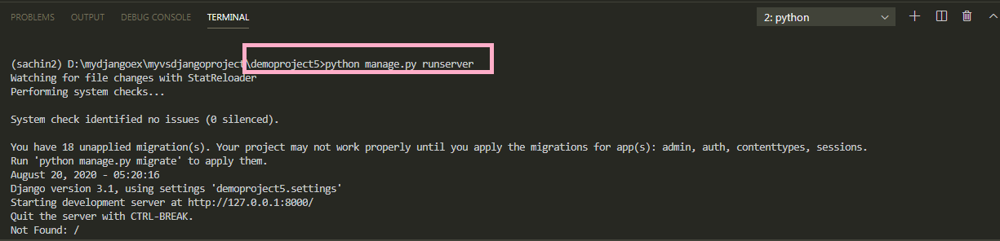 PROBLEMS OUTPUT DEBUG CONSOLE TERMINAL 2: python
(sachin2) D:\mydjangoex\myvsdjangoproject\demoproject5>python manage.py runserver
Watching for file changes with StatReloader
Performing system checks...
System check identified no issues (0 silenced).
You have 18 unapplied migration(s). Your project may not work properly until you apply the migrations for app(s): admin, auth, contenttypes, sessions.
Run 'python manage.py migrate' to apply them.
August 20, 2020 - 05:20:16
Django version 3.1, using settings 'demoproject5.settings'
Starting development server at http://127.0.0.1:8000/
Quit the server with CTRL-BREAK.
Not Found: /